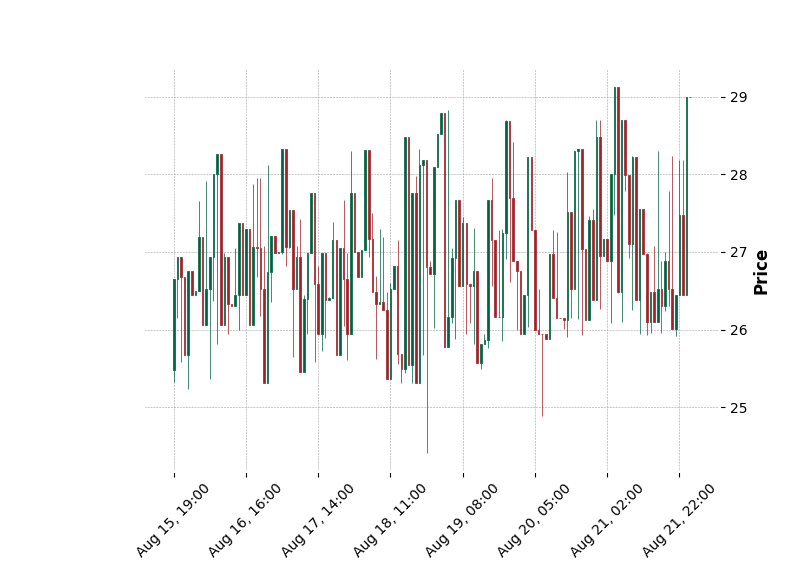 29
28
27
26
25
Price
Aug 15, 19:00
Aug 16, 16:00
Aug 17, 14:00
Aug 18, 11:00
Aug 19, 08:00
Aug 20, 05:00
Aug 21, 02:00
Aug 21, 22:00